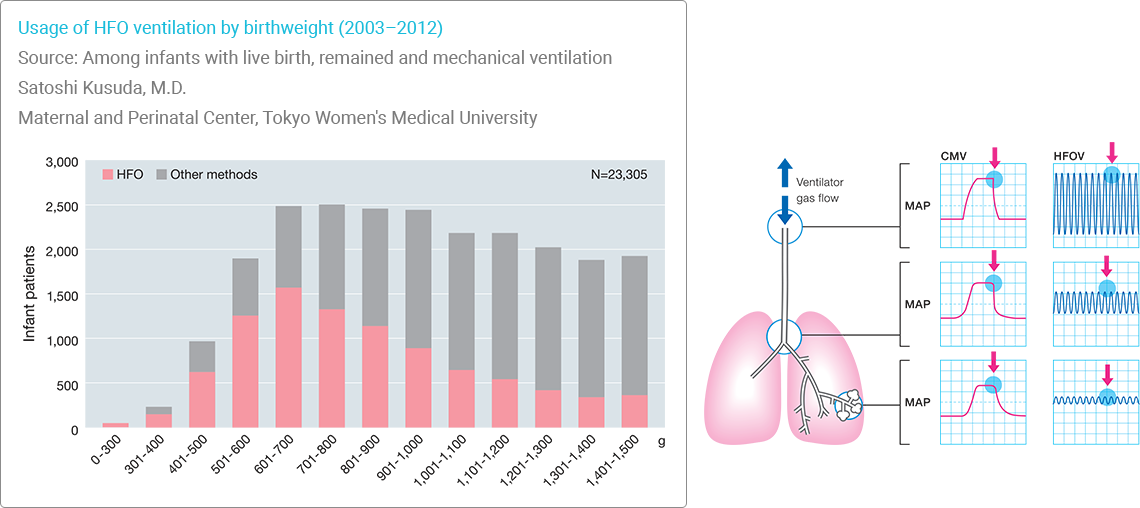 Usage of HFO ventilation by birthweight (2003–2012)
Source: Among infants with live birth, remained and mechanical ventilation
Satoshi Kusuda, M.D.
Maternal and Perinatal Center, Tokyo Women's Medical University
Infant patients
3,000
2,500
2,000
1,500
1,000
500
0
HFO
Other methods
N=23,305
0-300
301-400
401-500
501-600
601-700
701-800
801-900
901-1,000
1,001-1,100
1,101-1,200
1,201-1,300
1,301-1,400
1,401-1,500
g
Ventilator
gas flow
CMV
HFOV
MAP
MAP
MAP